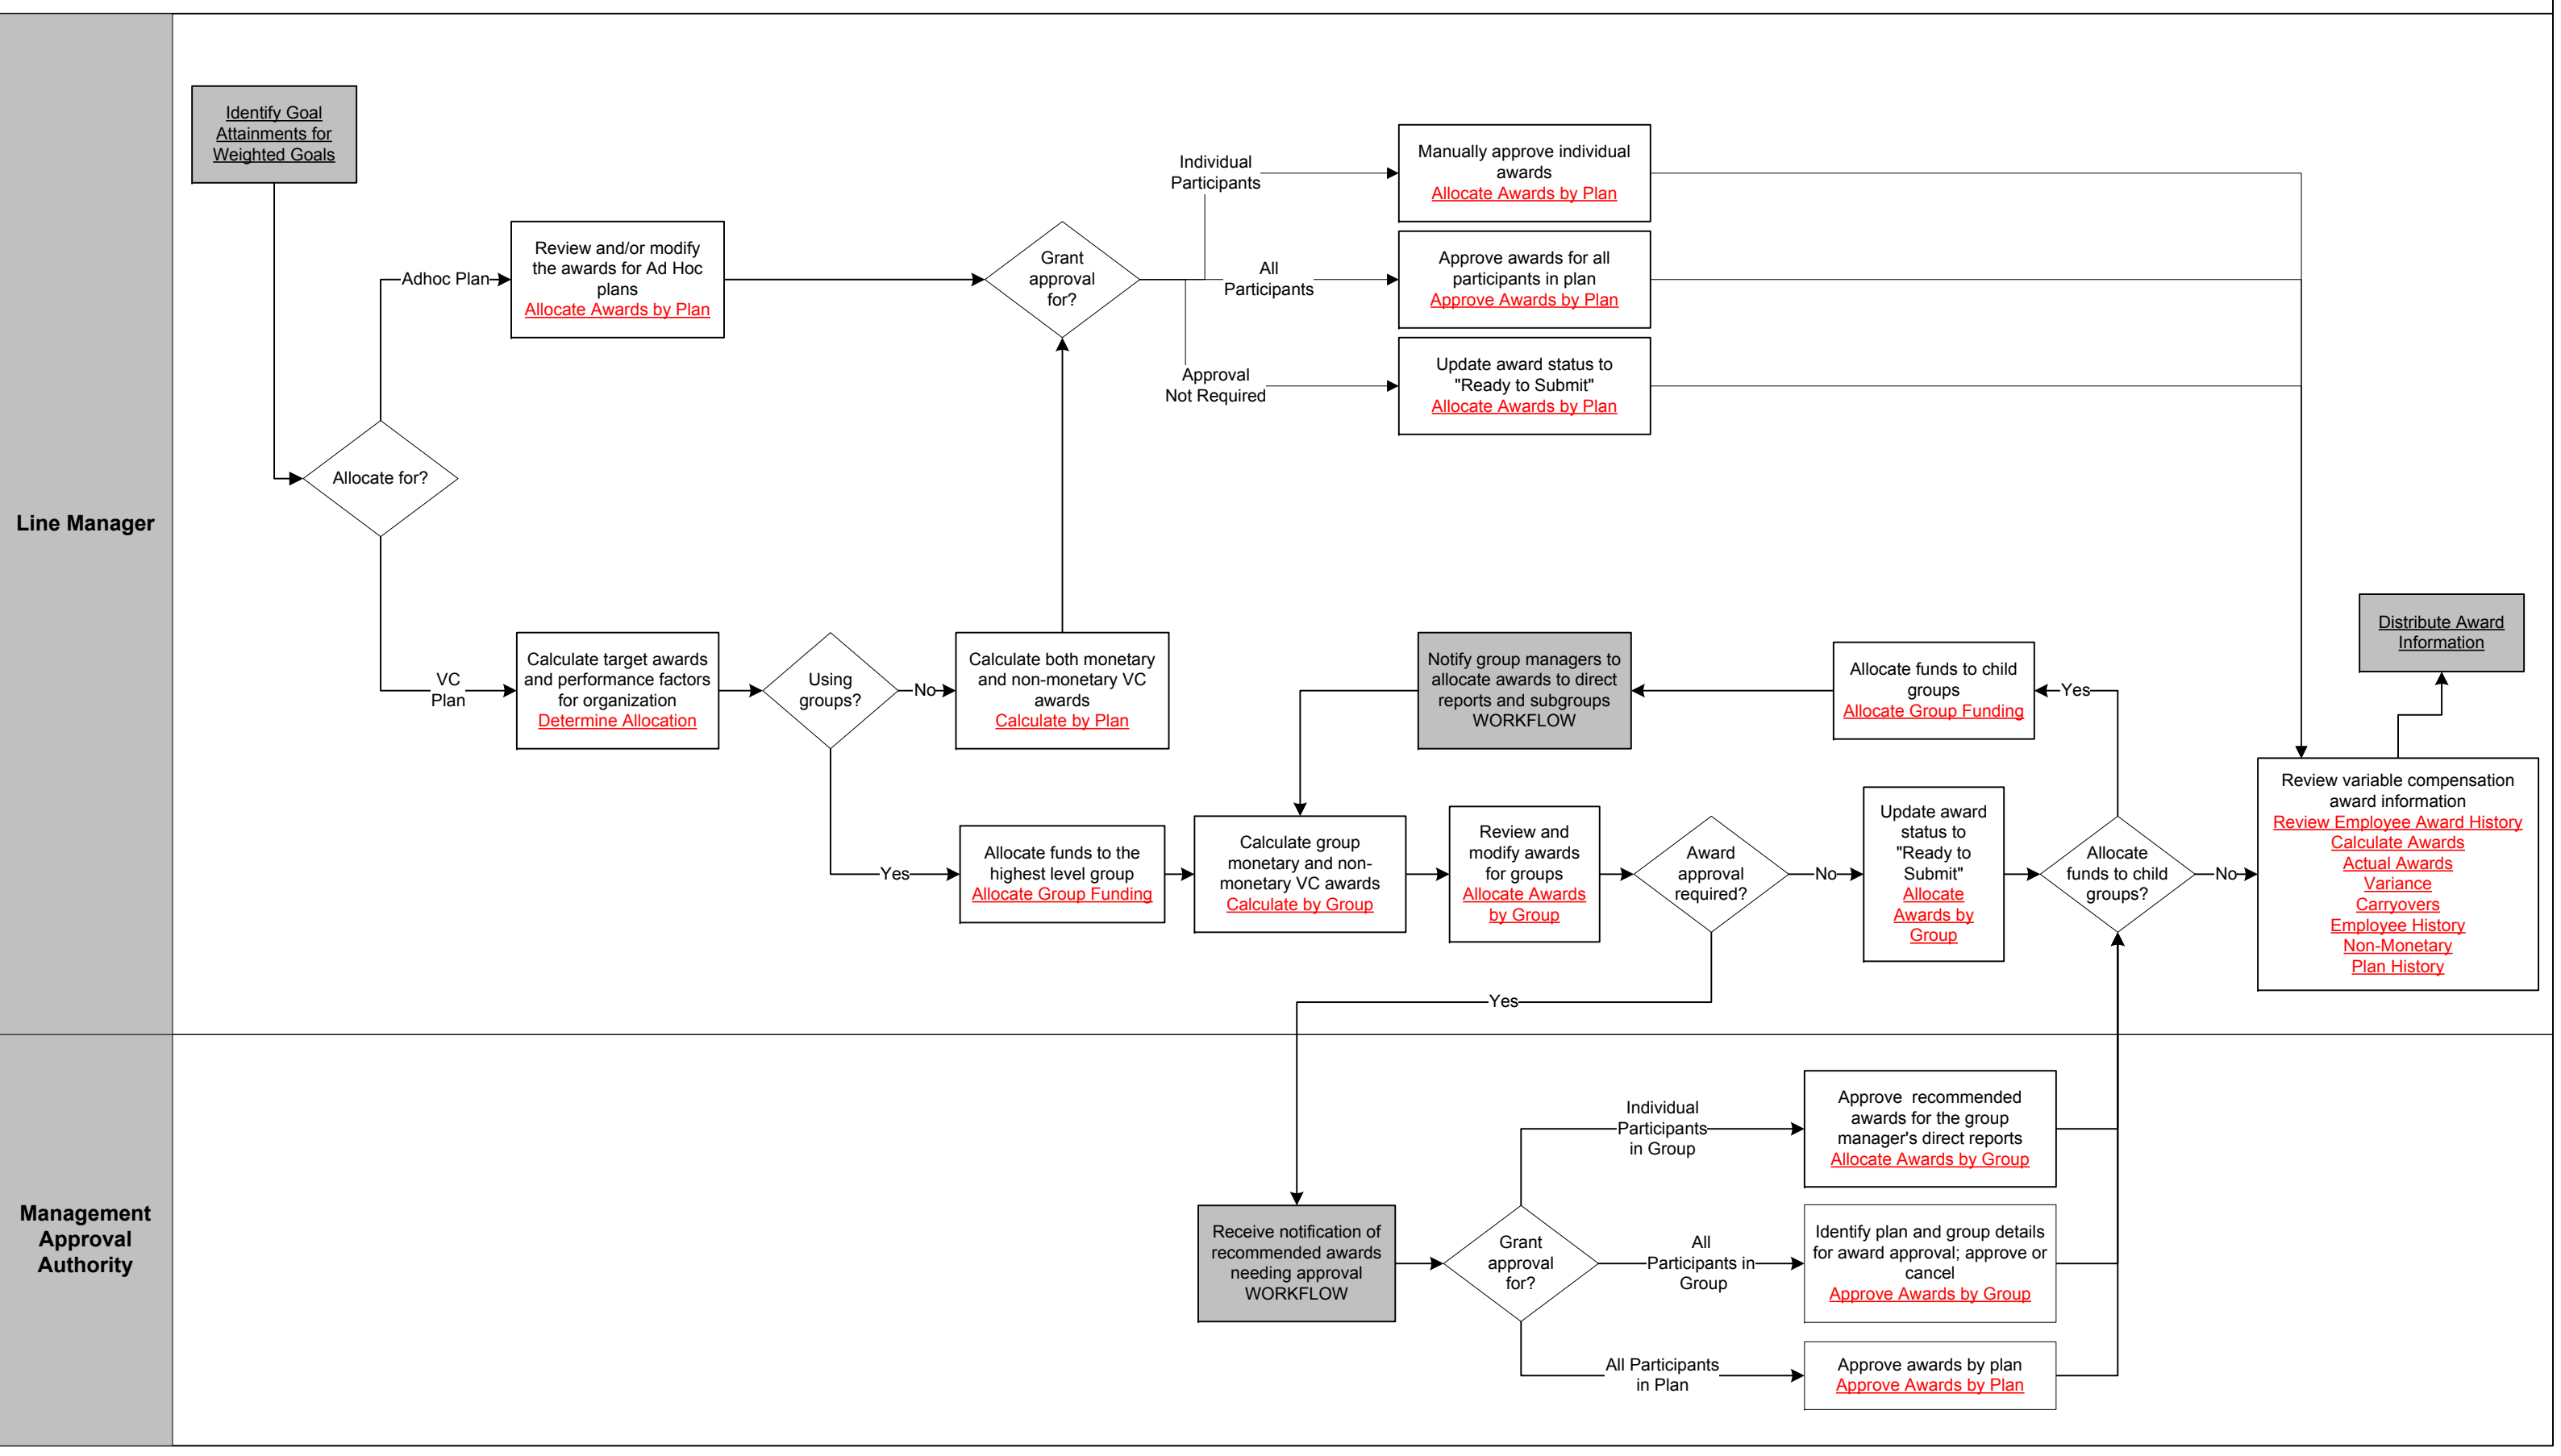 Line Manager
Identify Goal
Attainments for
Weighted Goals
Allocate for?
Adhoc Plan
Review and/or modify
the awards for Ad Hoc
plans
Allocate Awards by Plan
Grant
approval
for?
Individual
Participants
Manually approve individual
awards
Allocate Awards by Plan
All
Participants
Approve awards for all
participants in plan
Approve Awards by Plan
Approval
Not Required
Update award status to
"Ready to Submit"
Allocate Awards by Plan
VC
Plan
Calculate target awards
and performance factors
for organization
Determine Allocation
Using
groups?
No
Calculate both monetary
and non-monetary VC
awards
Calculate by Plan
Yes
Allocate funds to the
highest level group
Allocate Group Funding
Calculate group
monetary and non-
monetary VC awards
Calculate by Group
Review and
modify awards
for groups
Allocate Awards
by Group
Award
approval
required?
No
Update award
status to
"Ready to
Submit"
Allocate
Awards by
Group
Allocate
funds to child
groups?
Yes
Allocate funds to child
groups
Allocate Group Funding
Notify group managers to
allocate awards to direct
reports and subgroups
WORKFLOW
No
Review variable compensation
award information
Review Employee Award History
Calculate Awards
Actual Awards
Variance
Carryovers
Employee History
Non-Monetary
Plan History
Distribute Award
Information
Yes
Management
Approval
Authority
Receive notification of
recommended awards
needing approval
WORKFLOW
Grant
approval
for?
Individual
Participants
in Group
Approve  recommended
awards for the group
manager's direct reports
Allocate Awards by Group
All
Participants in
Group
Identify plan and group details
for award approval; approve or
cancel
Approve Awards by Group
All Participants
in Plan
Approve awards by plan
Approve Awards by Plan